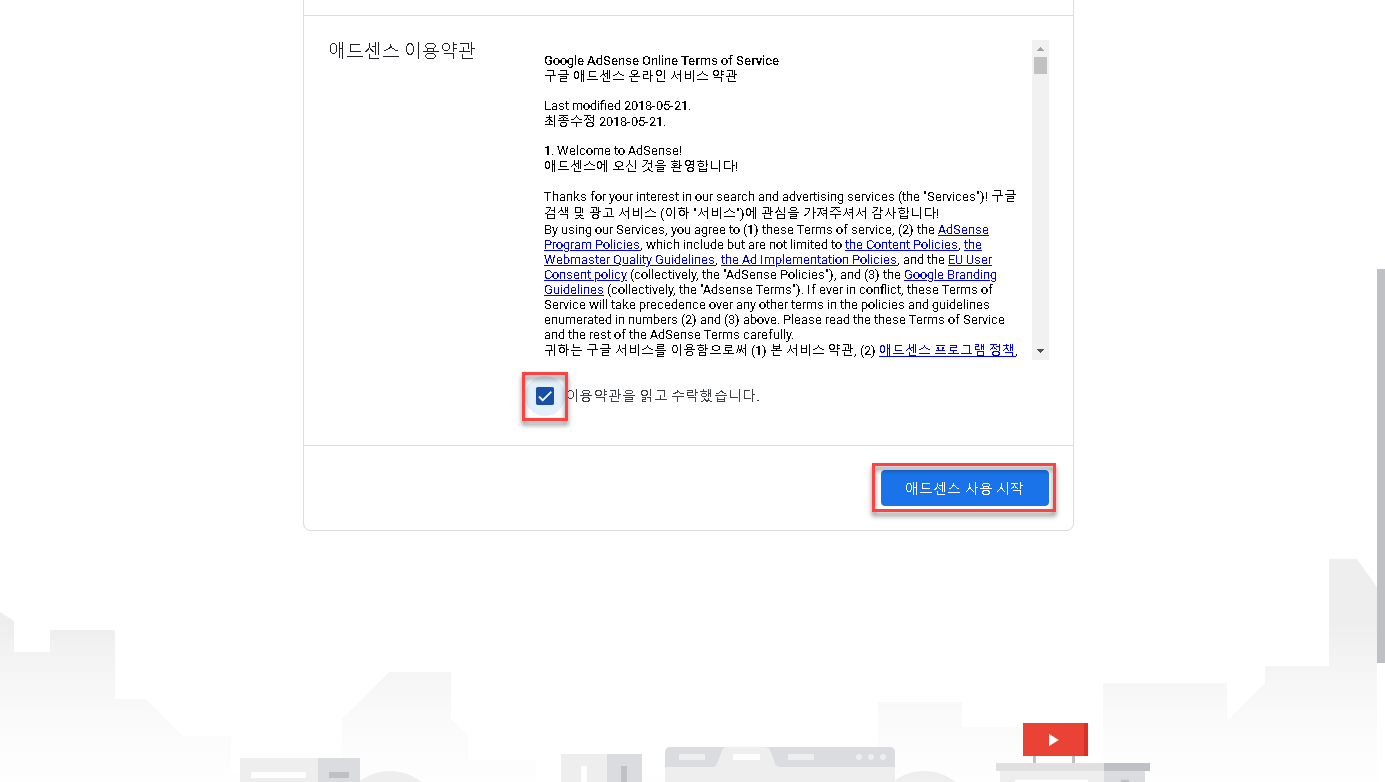 애드센스 이용약관
Google AdSense Online Terms of Service
구글 애드센스 온라인 서비스 약관
Last modified 2018-05-21.
최종수정 2018-05-21.
1. Welcome to AdSense!
애드센스에 오신 것을 환영합니다!
Thanks for your interest in our search and advertising services (the "Services")! 구글
검색 및 광고 서비스 (이하 "서비스")에 관심을 가져주셔서 감사합니다!
By using our Services, you agree to (1) these Terms of service, (2) the AdSense
Program Policies, which include but are not limited to the Content Policies, the
Webmaster Quality Guidelines, the Ad Implementation Policies, and the EU User
Consent policy (collectively, the "AdSense Policies"), and (3) the Google Branding
Guidelines (collectively, the "Adsense Terms"). If ever in conflict, these Terms of
Service will take precedence over any other terms in the policies and guidelines
enumerated in numbers (2) and (3) above. Please read the these Terms of Service
and the rest of the AdSense Terms carefully.
귀하는 구글 서비스를 이용함으로써 (1) 본 서비스 약관, (2) 애드센스 프로그램 정책,
이용약관을 읽고 수락했습니다.
애드센스 사용 시작